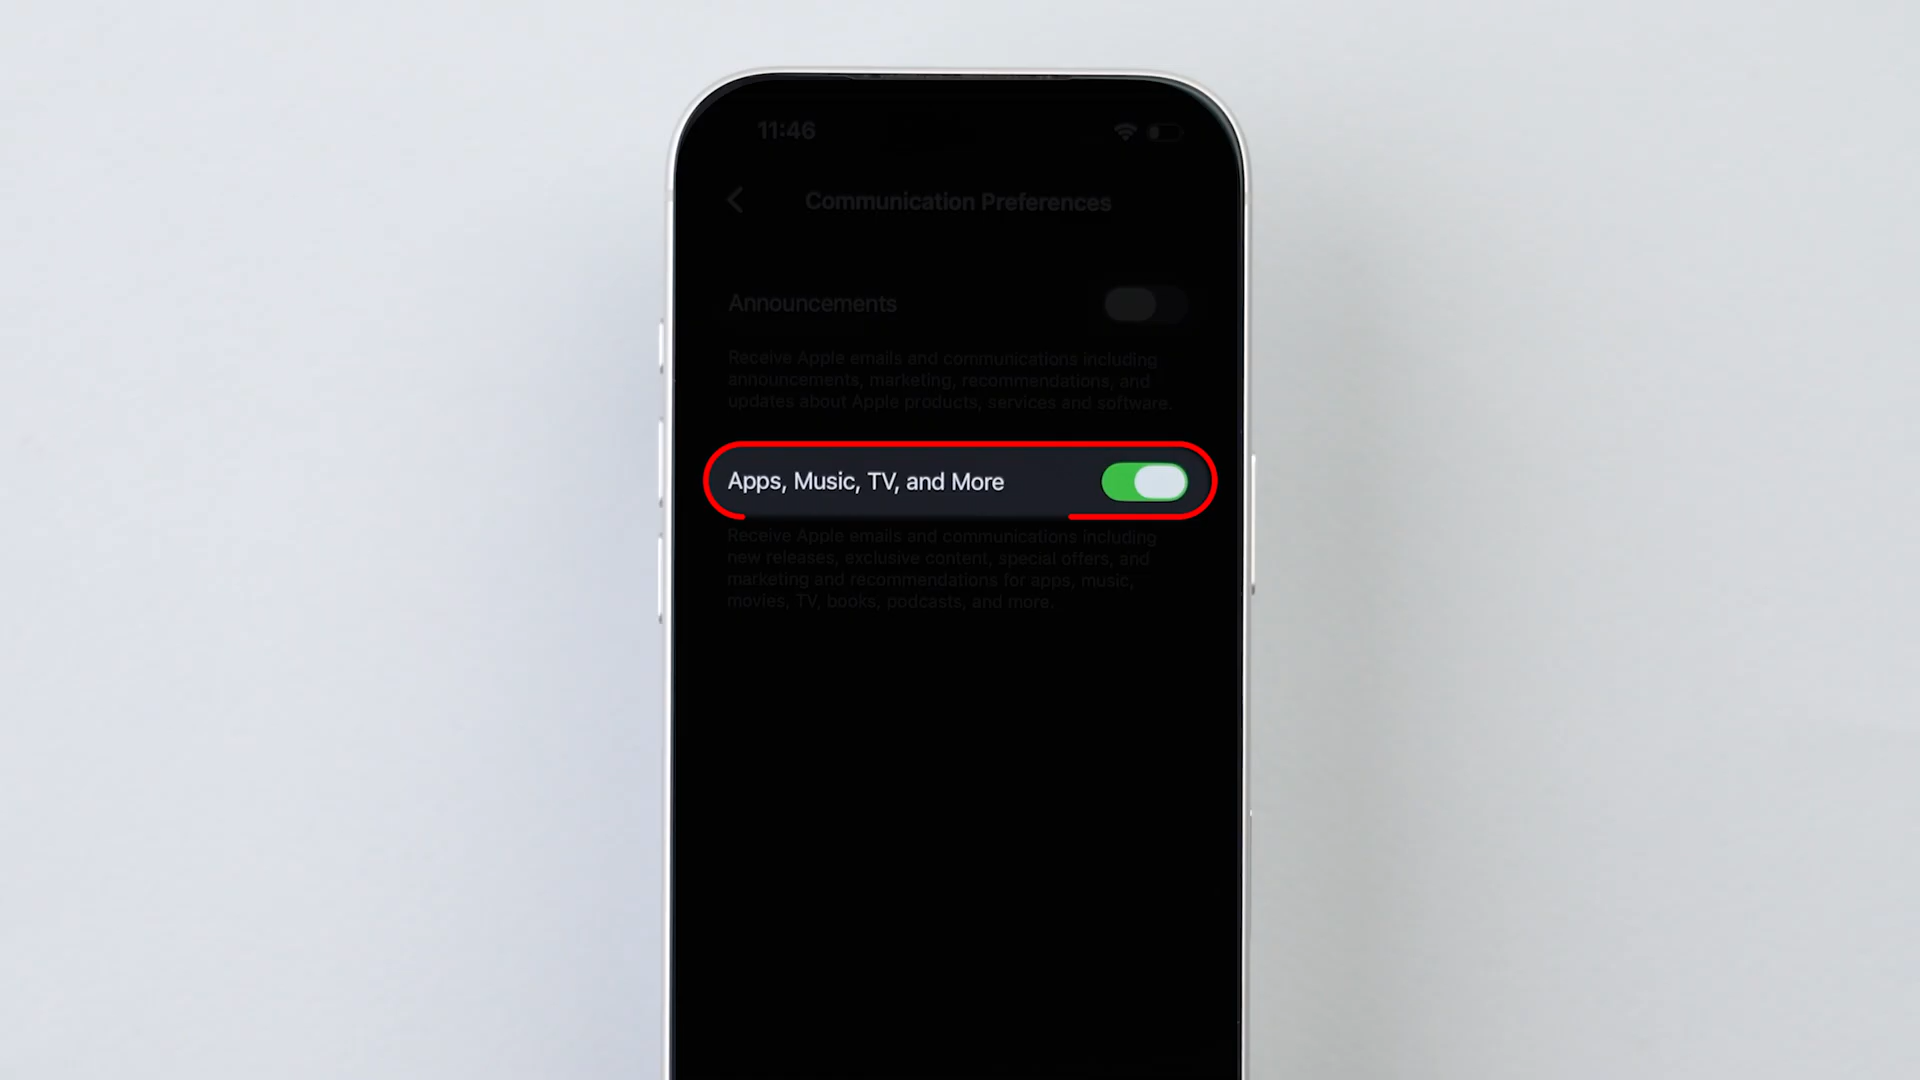 11:46
Communication Preferences
Announcements
Receive Apple emails and communications including
announcements, marketing, recommendations, and
updates about Apple products, services and software.
Apps, Music, TV, and More
Receive Apple emails and communications including
new releases, exclusive content, special offers, and
marketing and recommendations for apps, music,
movies, TV, books, podcasts, and more.